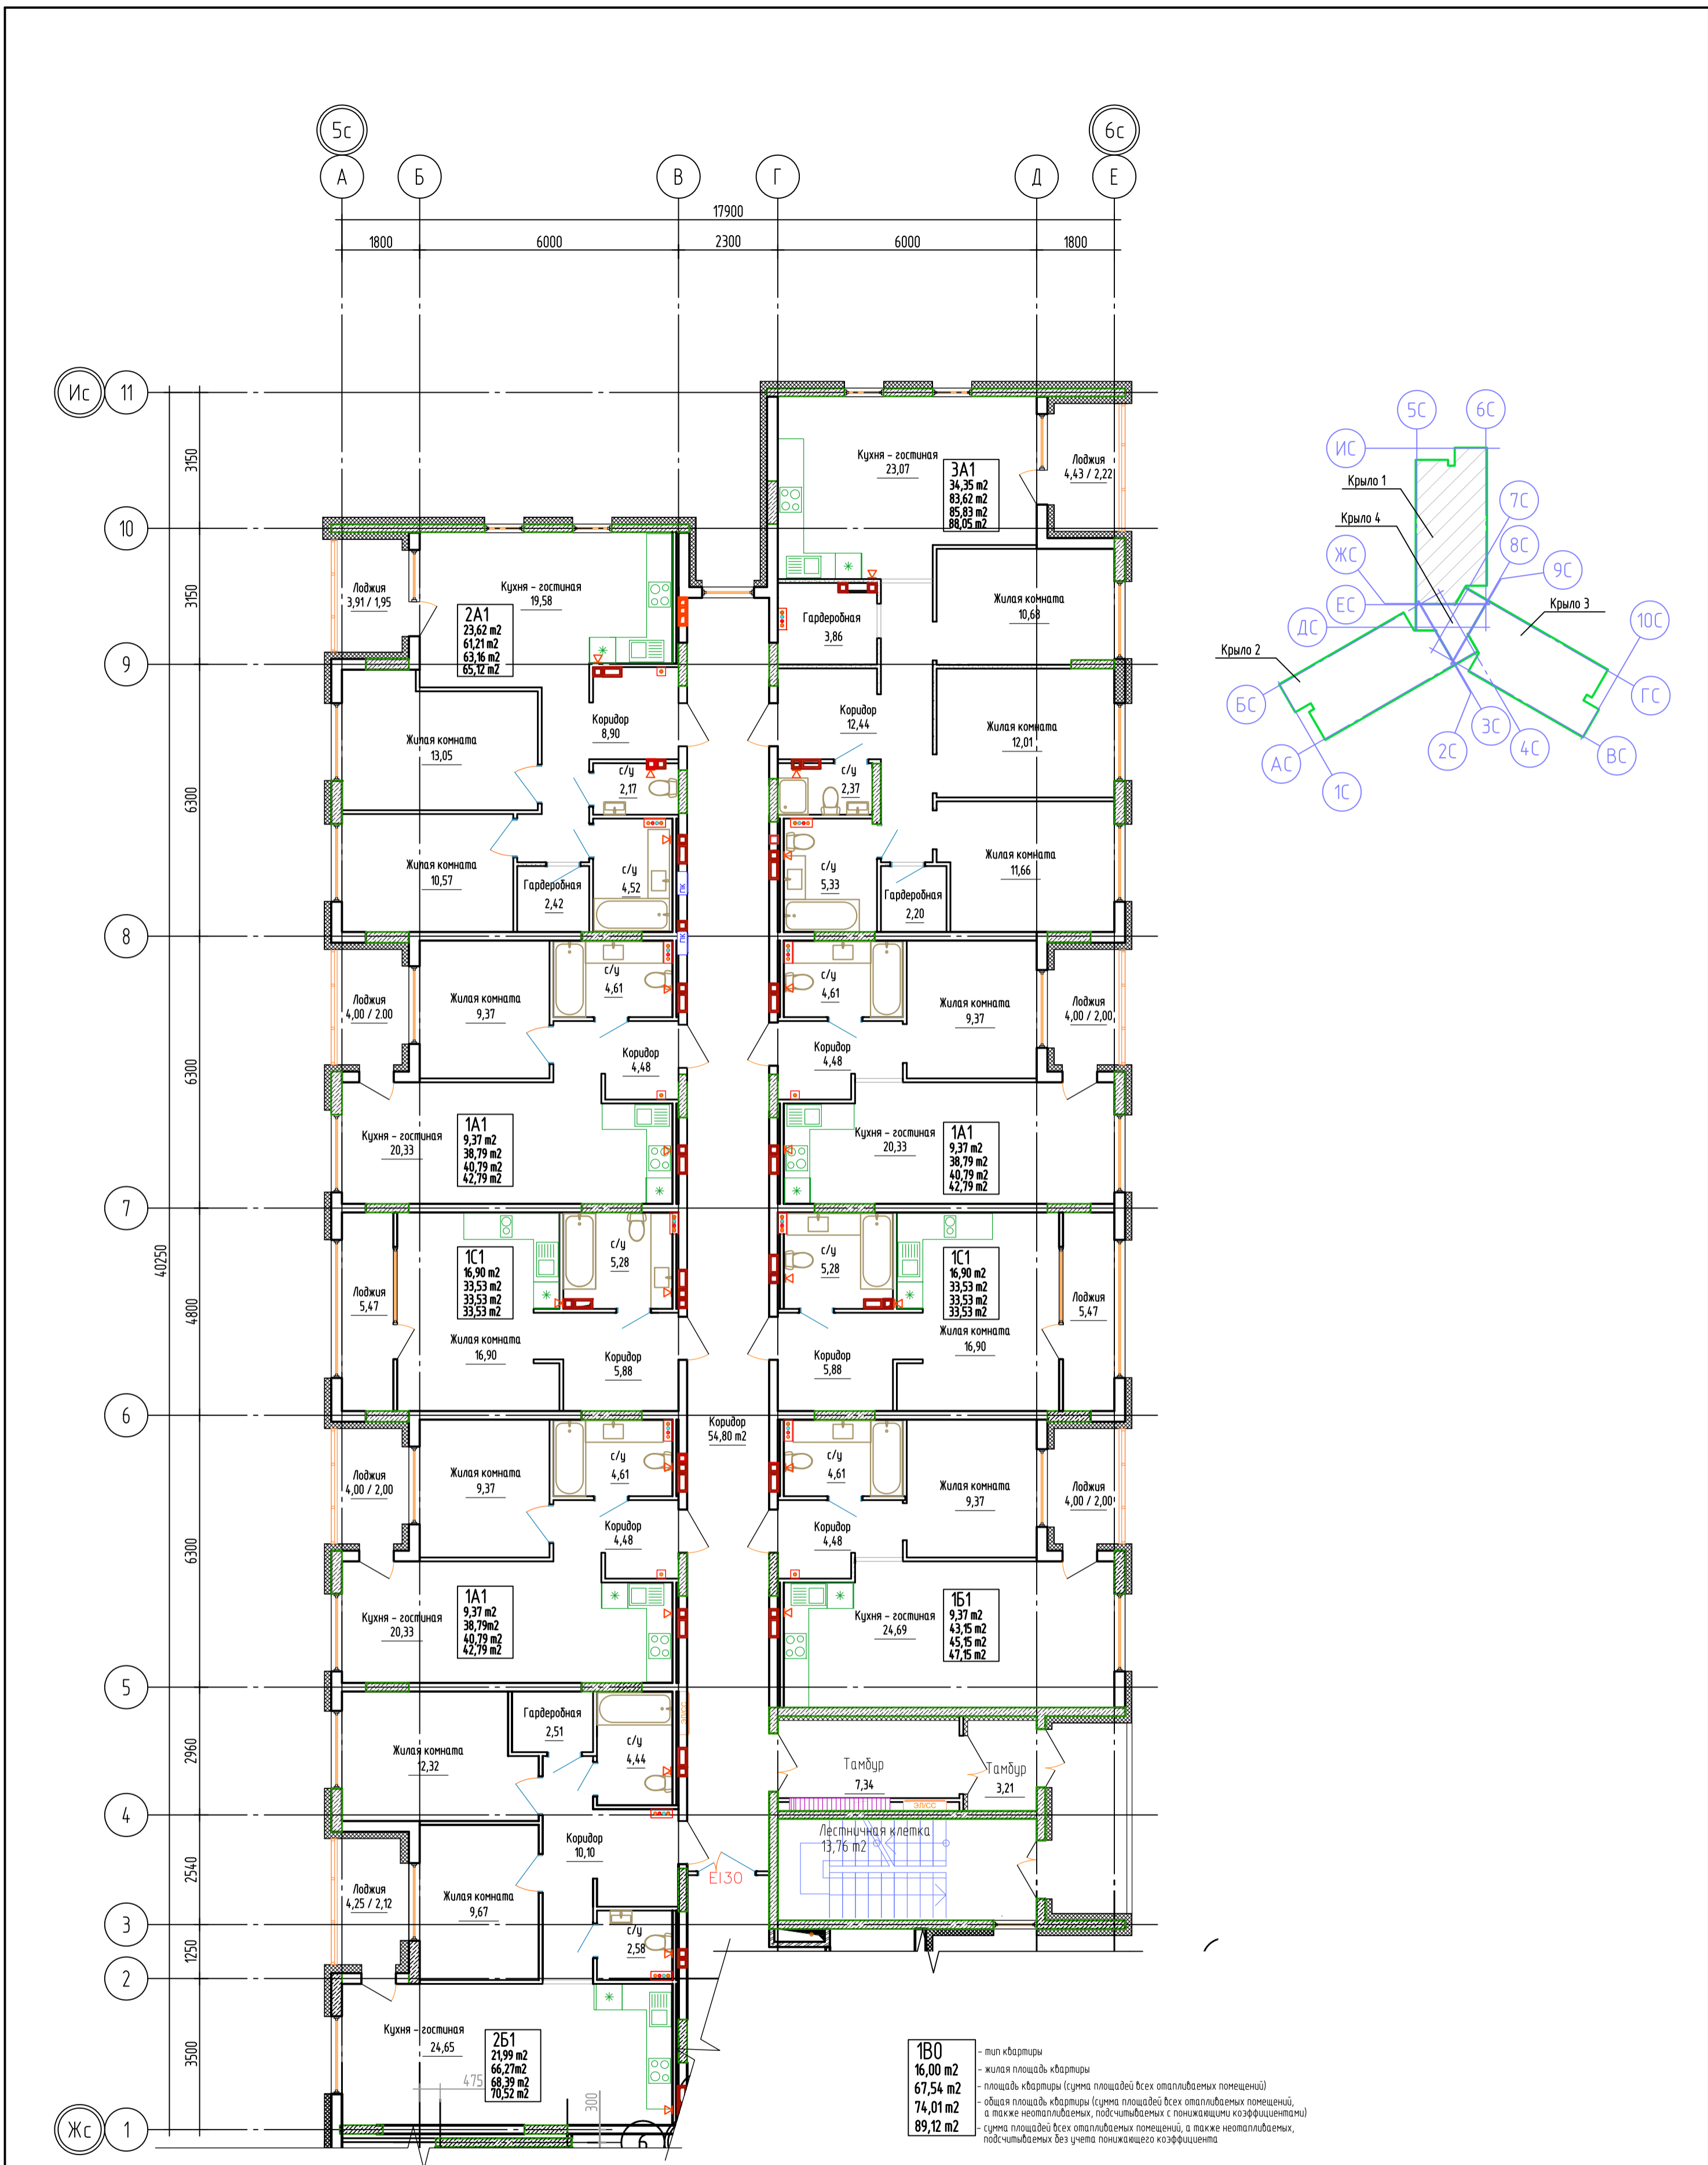 5с
6с
А
Б
В
Г
Д
Е
17900
1800
6000
2300
6000
1800
Ис
11
3150
10
3150
9
6300
8
6300
7
40250
4800
6
6300
5
2960
4
2540
3
1250
2
3500
Жс
1
Кухня - гостиная
23,07
3А1
34,35 m2
83,62 m2
85,83 m2
88,05 m2
Лоджия
4,43 / 2,22
Лоджия
3,91 / 1,95
Кухня - гостиная
19,58
2А1
23,62 m2
61,21 m2
63,16 m2
65,12 m2
Гардеробная
3,86
Жилая комната
10,68
Жилая комната
13,05
Коридор
8,90
Коридор
12,44
Жилая комната
12,01
с/у
2,17
с/у
2,37
Жилая комната
10,57
Гардеробная
2,42
с/у
4,52
ПК
ПК
с/у
5,33
Гардеробная
2,20
Жилая комната
11,66
Лоджия
4,00 / 2.00
Жилая комната
9,37
с/у
4,61
с/у
4,61
Жилая комната
9,37
Лоджия
4,00 / 2,00
Коридор
4,48
Коридор
4,48
Кухня - гостиная
20,33
1А1
9,37 m2
38,79 m2
40,79 m2
42,79 m2
Кухня - гостиная
20,33
1А1
9,37 m2
38,79 m2
40,79 m2
42,79 m2
Лоджия
5,47
1С1
16,90 m2
33,53 m2
33,53 m2
33,53 m2
с/у
5,28
с/у
5,28
1С1
16,90 m2
33,53 m2
33,53 m2
33,53 m2
Лоджия
5,47
Жилая комната
16,90
Коридор
5,88
Коридор
5,88
Жилая комната
16,90
Коридор
54,80 m2
Лоджия
4,00 / 2,00
Жилая комната
9,37
с/у
4,61
с/у
4,61
Жилая комната
9,37
Лоджия
4,00 / 2,00
Коридор
4,48
Коридор
4,48
Кухня - гостиная
20,33
1А1
9,37 m2
38,79m2
40,79 m2
42,79 m2
Кухня - гостиная
24,69
1Б1
9,37 m2
43,15 m2
45,15 m2
47,15 m2
Жилая комната
12,32
Гардеробная
2,51
с/у
4,44
ЭЛ/СС
Тамбур
7,34
Тамбур
3,21
ЭЛ/СС
Коридор
10,10
Лестничная клетка
13,76 m2
EI30
Лоджия
4,25 / 2,12
Жилая комната
9,67
с/у
2,58
Кухня - гостиная
24,65
2Б1
21,99 m2
66,27m2
68,39 m2
70,52 m2
475
300
6
5С
6С
ИС
Крыло 1
7С
Крыло 4
8С
ЖС
9С
ЕС
Крыло 3
10С
ДС
Крыло 2
БС
ГС
3С
2С
4С
ВС
АС
1С
1В0
- тип квартиры
16,00 m2
- жилая площадь квартиры
67,54 m2
- площадь квартиры (сумма площадей всех отапливаемых помещений)
74,01 m2
- общая площадь квартиры (сумма площадей всех отапливаемых помещений,
а также неотапливаемых, подсчитываемых с понижающими коэффициентами)
89,12 m2
- сумма площадей всех отапливаемых помещений, а также неотапливаемых,
подсчитываемых без учета понижающего коэффициента